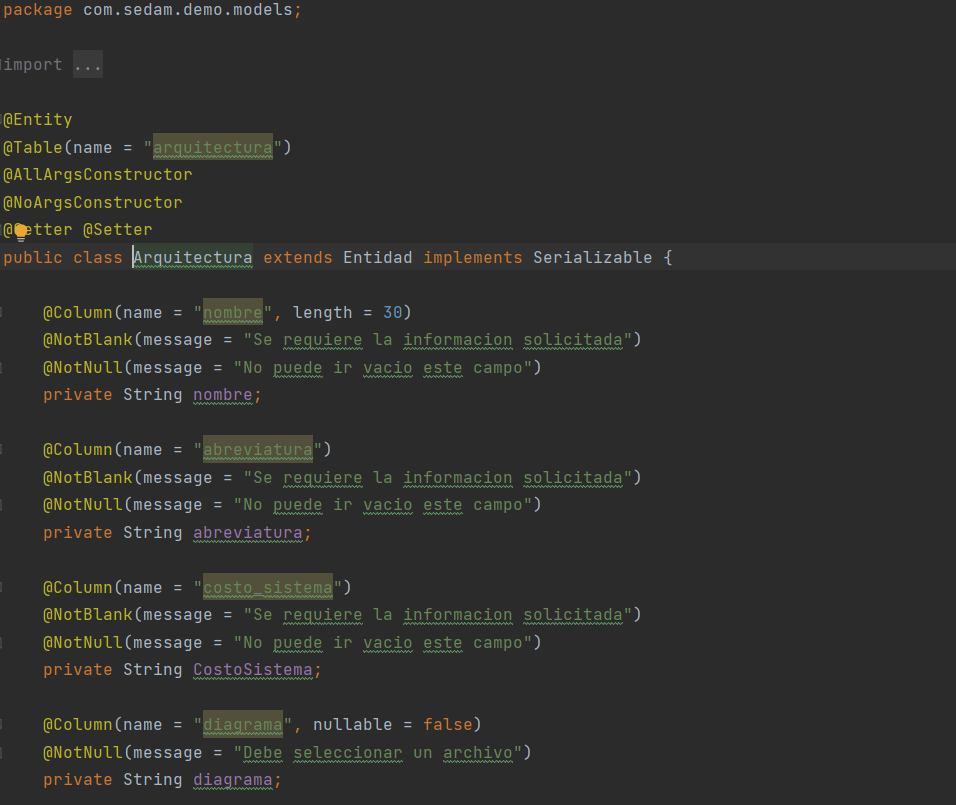 package com.sedam.demo.models;
import ...
@Entity
@Table(name = "arquitectura")
@AllArgsConstructor
@NoArgsConstructor
@Getter @Setter
public class Arquitectura extends Entidad implements Serializable {
@Column(name = "nombre", length = 30)
@NotBlank(message = "Se requiere la informacion solicitada")
@NotNull(message = "No puede ir vacio este campo")
private String nombre;
@Column(name = "abreviatura")
@NotBlank(message = "Se requiere la informacion solicitada")
@NotNull(message = "No puede ir vacio este campo")
private String abreviatura;
@Column(name = "costo_sistema")
@NotBlank(message = "Se requiere la informacion solicitada")
@NotNull(message = "No puede ir vacio este campo")
private String CostoSistema;
@Column(name = "diagrama", nullable = false)
@NotNull(message = "Debe seleccionar un archivo")
private String diagrama;